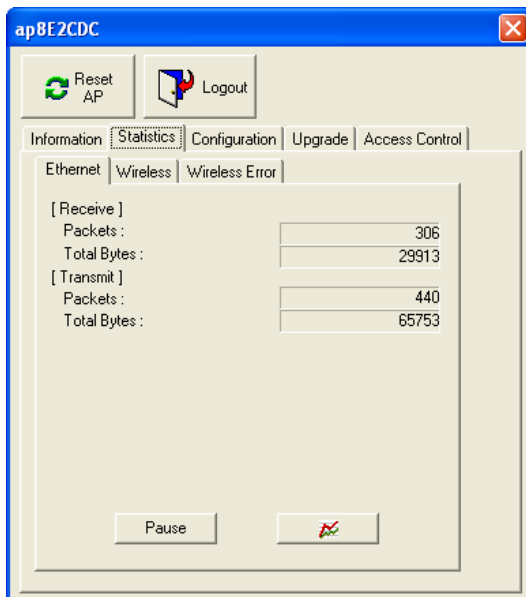 ap8E2CDC
Reset
AP
Logout
Information Statistics Configuration Upgrade Access Control
Ethernet Wireless Wireless Error
[ Receive ]
Packets : 306
Total Bytes : 29913
[ Transmit ]
Packets : 440
Total Bytes : 65753
Pause